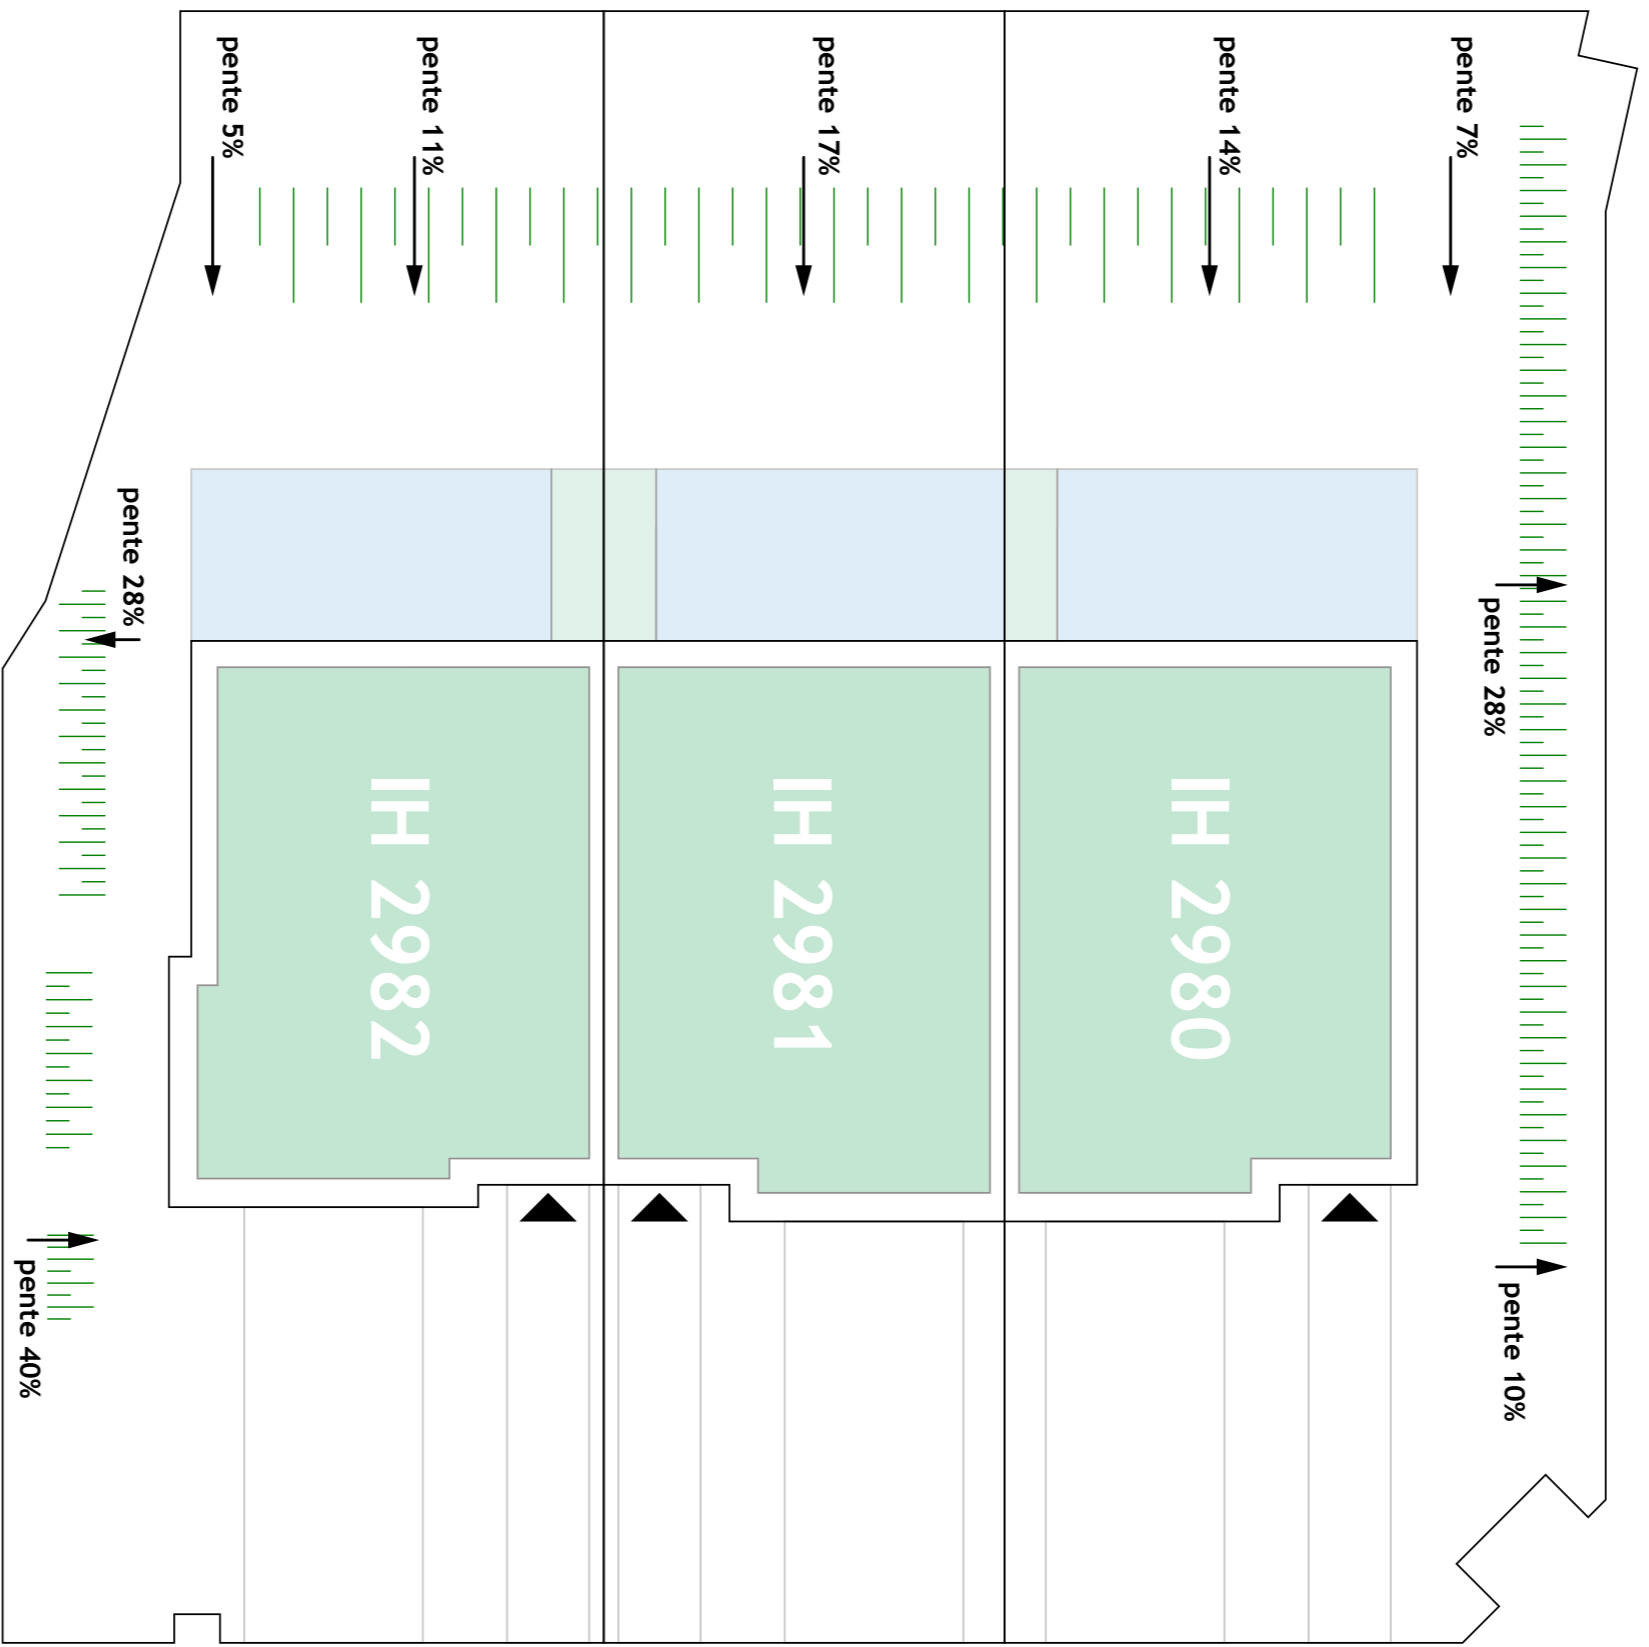 pente 5%
pente 11%
pente 17%
pente 14%
pente 7%
pente 28%
pente 28%
IH 2982
IH 2981
IH 2980
pente 40%
pente 10%